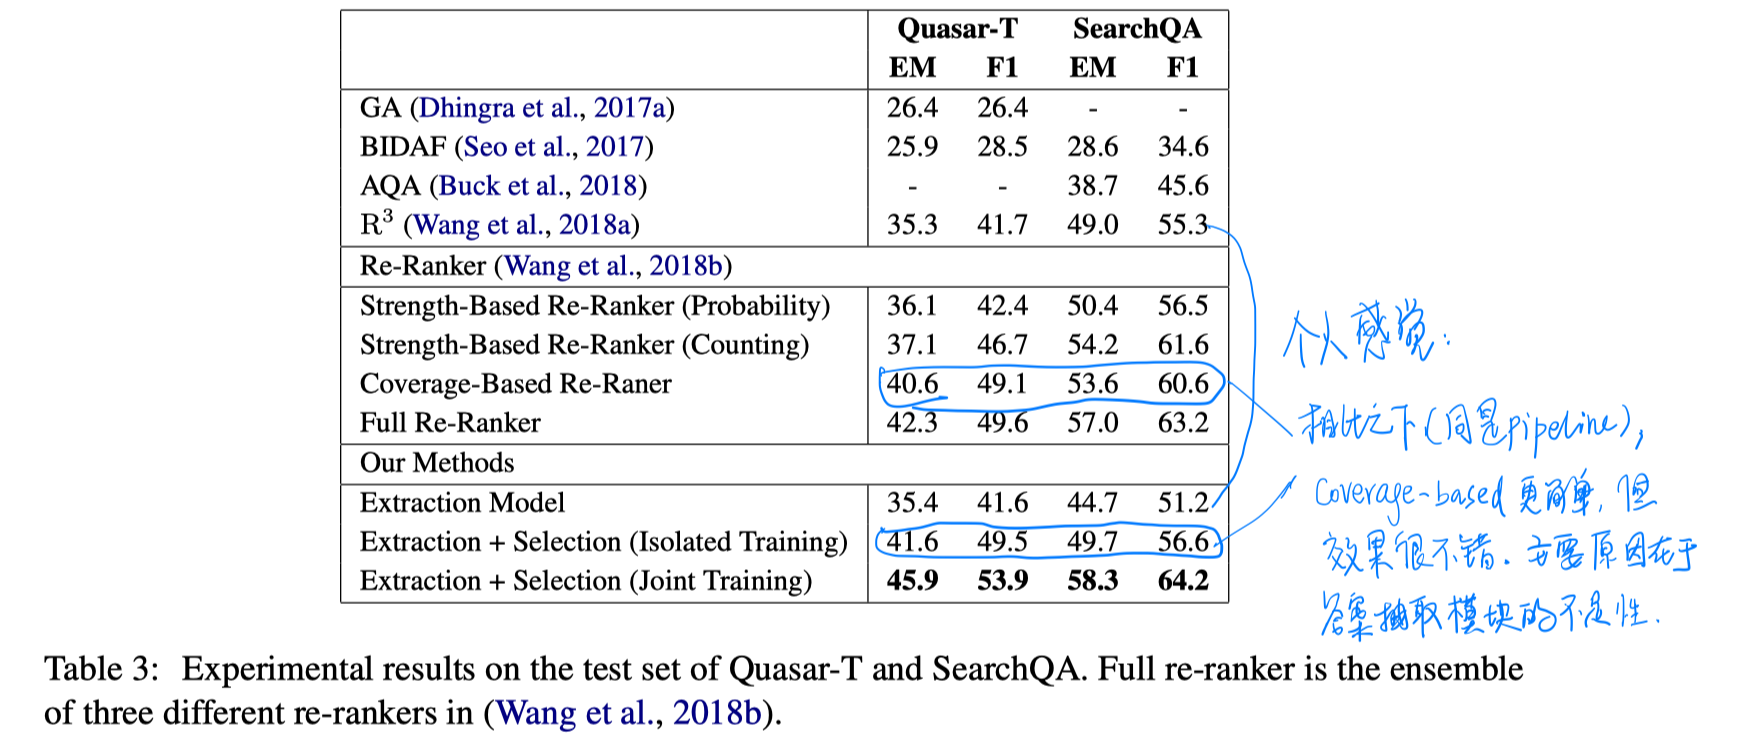 Quasar-T SearchQA
EM F1 EM F1
GA (Dhingra et al., 2017a) 26.4 26.4 - -
BIDAF (Seo et al., 2017) 25.9 28.5 28.6 34.6
AQA (Buck et al., 2018) - - 38.7 45.6
R³ (Wang et al., 2018a) 35.3 41.7 49.0 55.3
Re-Ranker (Wang et al., 2018b)
Strength-Based Re-Ranker (Probability) 36.1 42.4 50.4 56.5
Strength-Based Re-Ranker (Counting) 37.1 46.7 54.2 61.6
Coverage-Based Re-Raner 40.6 49.1 53.6 60.6
Full Re-Ranker 42.3 49.6 57.0 63.2
Our Methods
Extraction Model 35.4 41.6 44.7 51.2
Extraction + Selection (Isolated Training) 41.6 49.5 49.7 56.6
Extraction + Selection (Joint Training) 45.9 53.9 58.3 64.2
个人感觉:
相比之下(同是pipeline),
Coverage-based 更简单, 但
效果很不错. 主要原因在于
答案抽取模块的不足性.
Table 3: Experimental results on the test set of Quasar-T and SearchQA. Full re-ranker is the ensemble
of three different re-rankers in (Wang et al., 2018b).